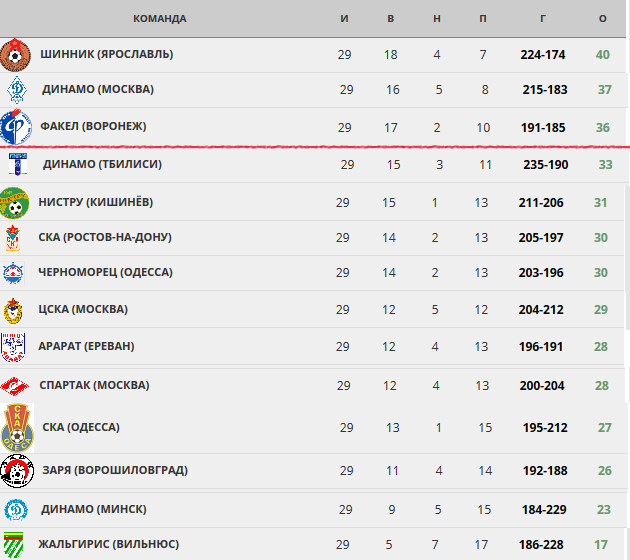 КОМАНДА И В Н П Г О
ШИННИК (ЯРОСЛАВЛЬ) 29 18 4 7 224-174 40
ДИНАМО (МОСКВА) 29 16 5 8 215-183 37
ФАКЕЛ (ВОРОНЕЖ) 29 17 2 10 191-185 36
ДИНАМО (ТБИЛИСИ) 29 15 3 11 235-190 33
НИСТРУ (КИШИНЁВ) 29 15 1 13 211-206 31
СКА (РОСТОВ-НА-ДОНУ) 29 14 2 13 205-197 30
ЧЕРНОМОРЕЦ (ОДЕССА) 29 14 2 13 203-196 30
ЦСКА (МОСКВА) 29 12 5 12 204-212 29
АРАРАТ (ЕРЕВАН) 29 12 4 13 196-191 28
СПАРТАК (МОСКВА) 29 12 4 13 200-204 28
СКА (ОДЕССА) 29 13 1 15 195-212 27
ЗАРЯ (ВОРОШИЛОВГРАД) 29 11 4 14 192-188 26
ДИНАМО (МИНСК) 29 9 5 15 184-229 23
ЖАЛЬГИРИС (ВИЛЬНЮС) 29 5 7 17 186-228 17